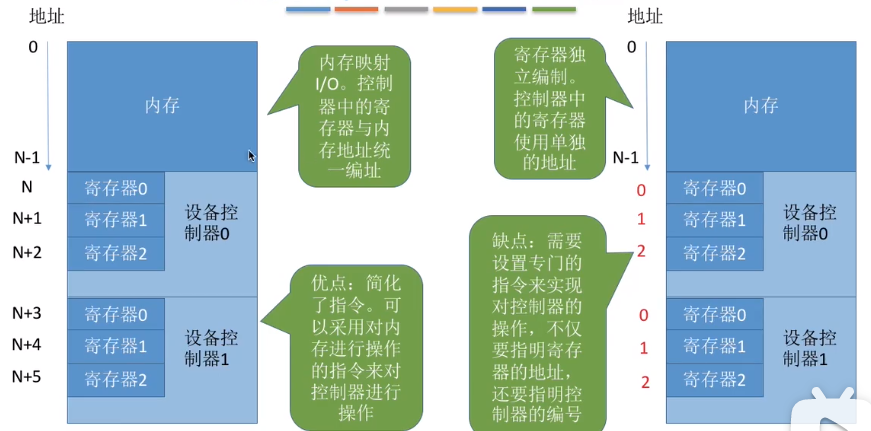 地址
0
内存
N-1
N
寄存器0
N+1
寄存器1
N+2
寄存器2
设备控
制器0
N+3
寄存器0
N+4
寄存器1
N+5
寄存器2
设备控
制器1
内存映射
I/O。控制
器中的寄
存器与内
存地址统
一编址
优点：简化
了指令。可
以采用对内
存进行操作
的指令来对
控制器进行
操作
寄存器独
立编制。
控制器中
的寄存器
使用单独
的地址
缺点：需要
设置专门的
指令来实现
对控制器的
操作，不仅
要指明寄存
器的地址，
还要指明控
制器的编号
地址
0
内存
N-1
0
寄存器0
1
寄存器1
2
寄存器2
设备控
制器0
0
寄存器0
1
寄存器1
2
寄存器2
设备控
制器1